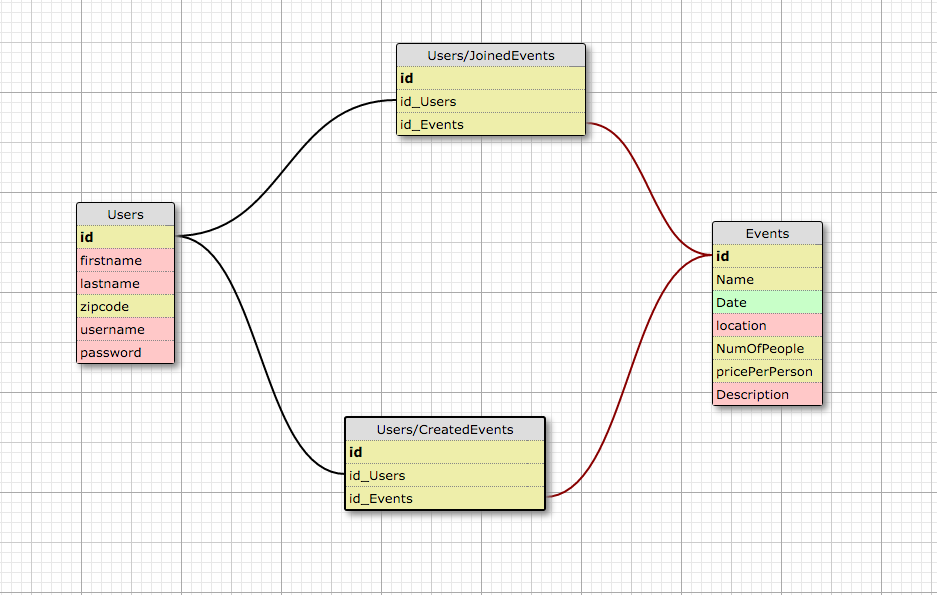 Users/JoinedEvents
id
id_Users
id_Events
Users
id
firstname
lastname
zipcode
username
password
Events
id
Name
Date
location
NumOfPeople
pricePerPerson
Description
Users/CreatedEvents
id
id_Users
id_Events